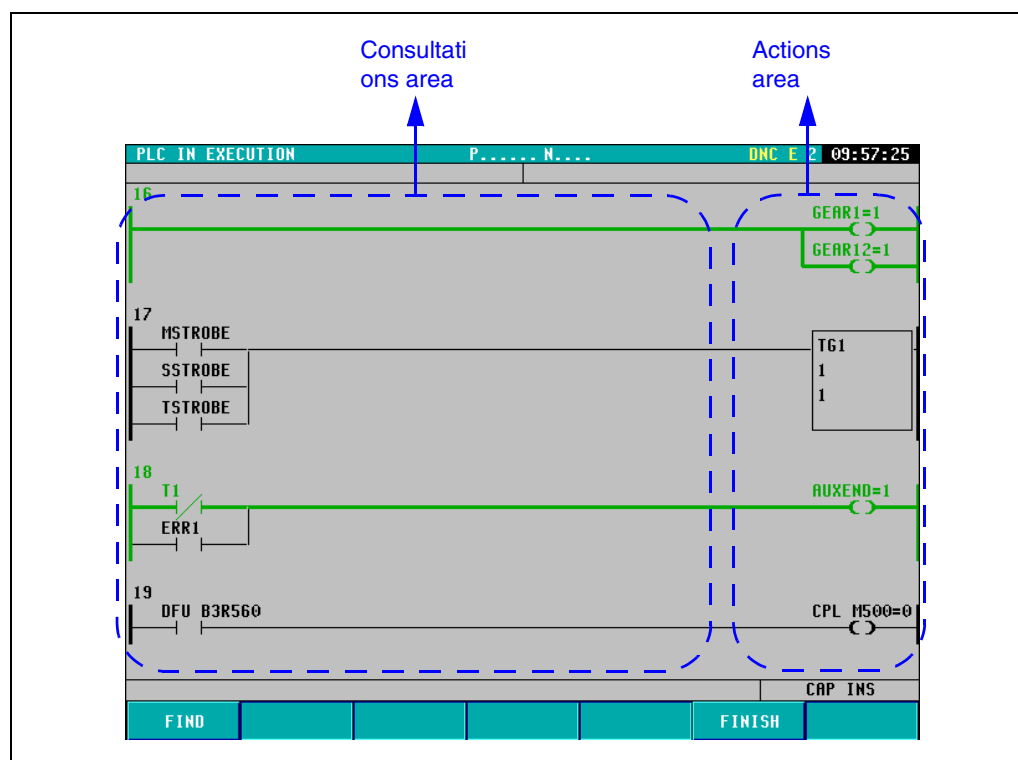 Consultati
ons area
Actions
area
PLC IN EXECUTION P...... N.... DNC E 2 09:57:25
16
GEAR1=1
GEAR12=1
17
MSTROBE
TG1
SSTROBE
1
1
TSTROBE
18
T1
AUXEND=1
ERR1
19
DFU B3R560
CPL M500=0
CAP INS
FIND
FINISH